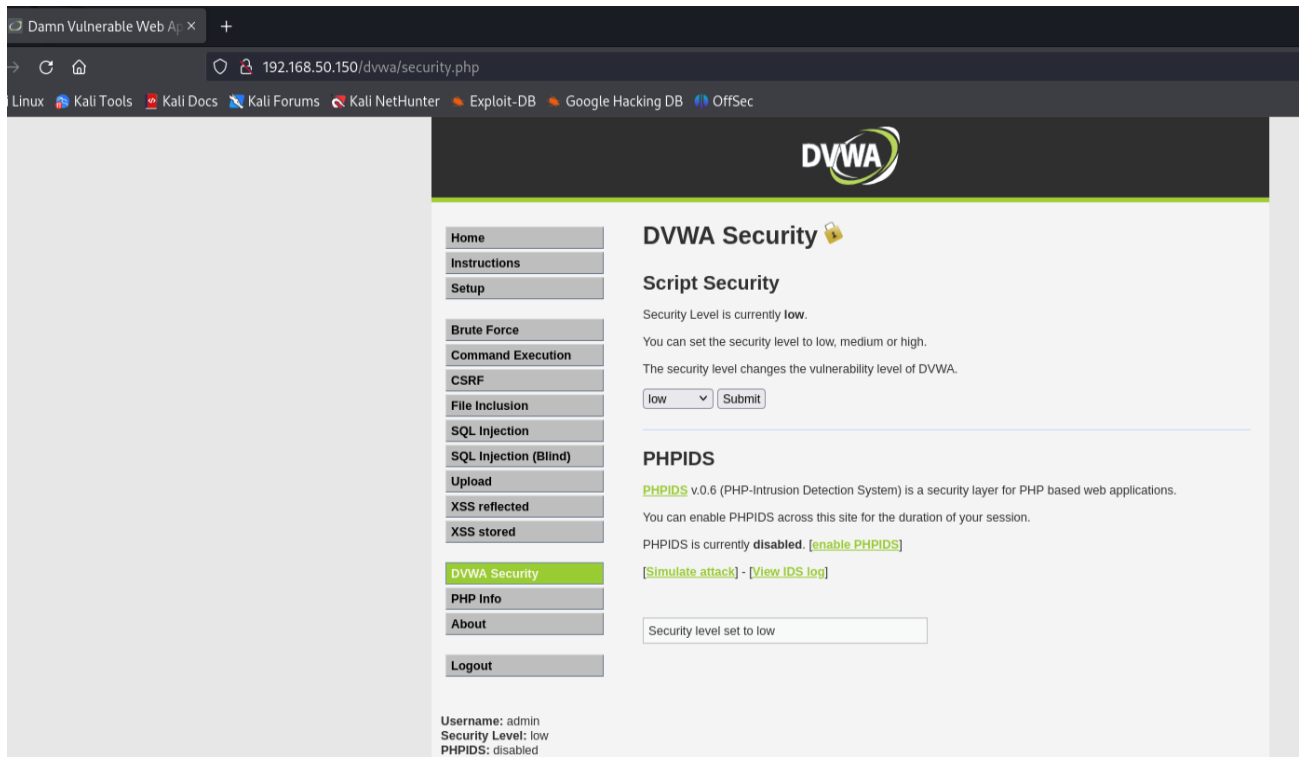 Damn Vulnerable Web Ap
192.168.50.150/dvwa/security.php
i Linux Kali Tools Kali Docs Kali Forums Kali NetHunter Exploit-DB Google Hacking DB OffSec
DVWA
Home
Instructions
Setup
Brute Force
Command Execution
CSRF
File Inclusion
SQL Injection
SQL Injection (Blind)
Upload
XSS reflected
XSS stored
DVWA Security
PHP Info
About
Logout
Username: admin
Security Level: low
PHPIDS: disabled
DVWA Security
Script Security
Security Level is currently low.
You can set the security level to low, medium or high.
The security level changes the vulnerability level of DVWA.
low Submit
PHPIDS
PHPIDS v.0.6 (PHP-Intrusion Detection System) is a security layer for PHP based web applications.
You can enable PHPIDS across this site for the duration of your session.
PHPIDS is currently disabled. [enable PHPIDS]
[Simulate attack] - [View IDS log]
Security level set to low